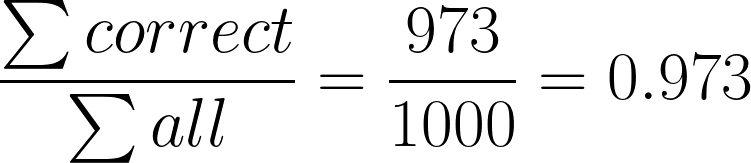 ∑ correct / ∑ all = 973 / 1000 = 0.973